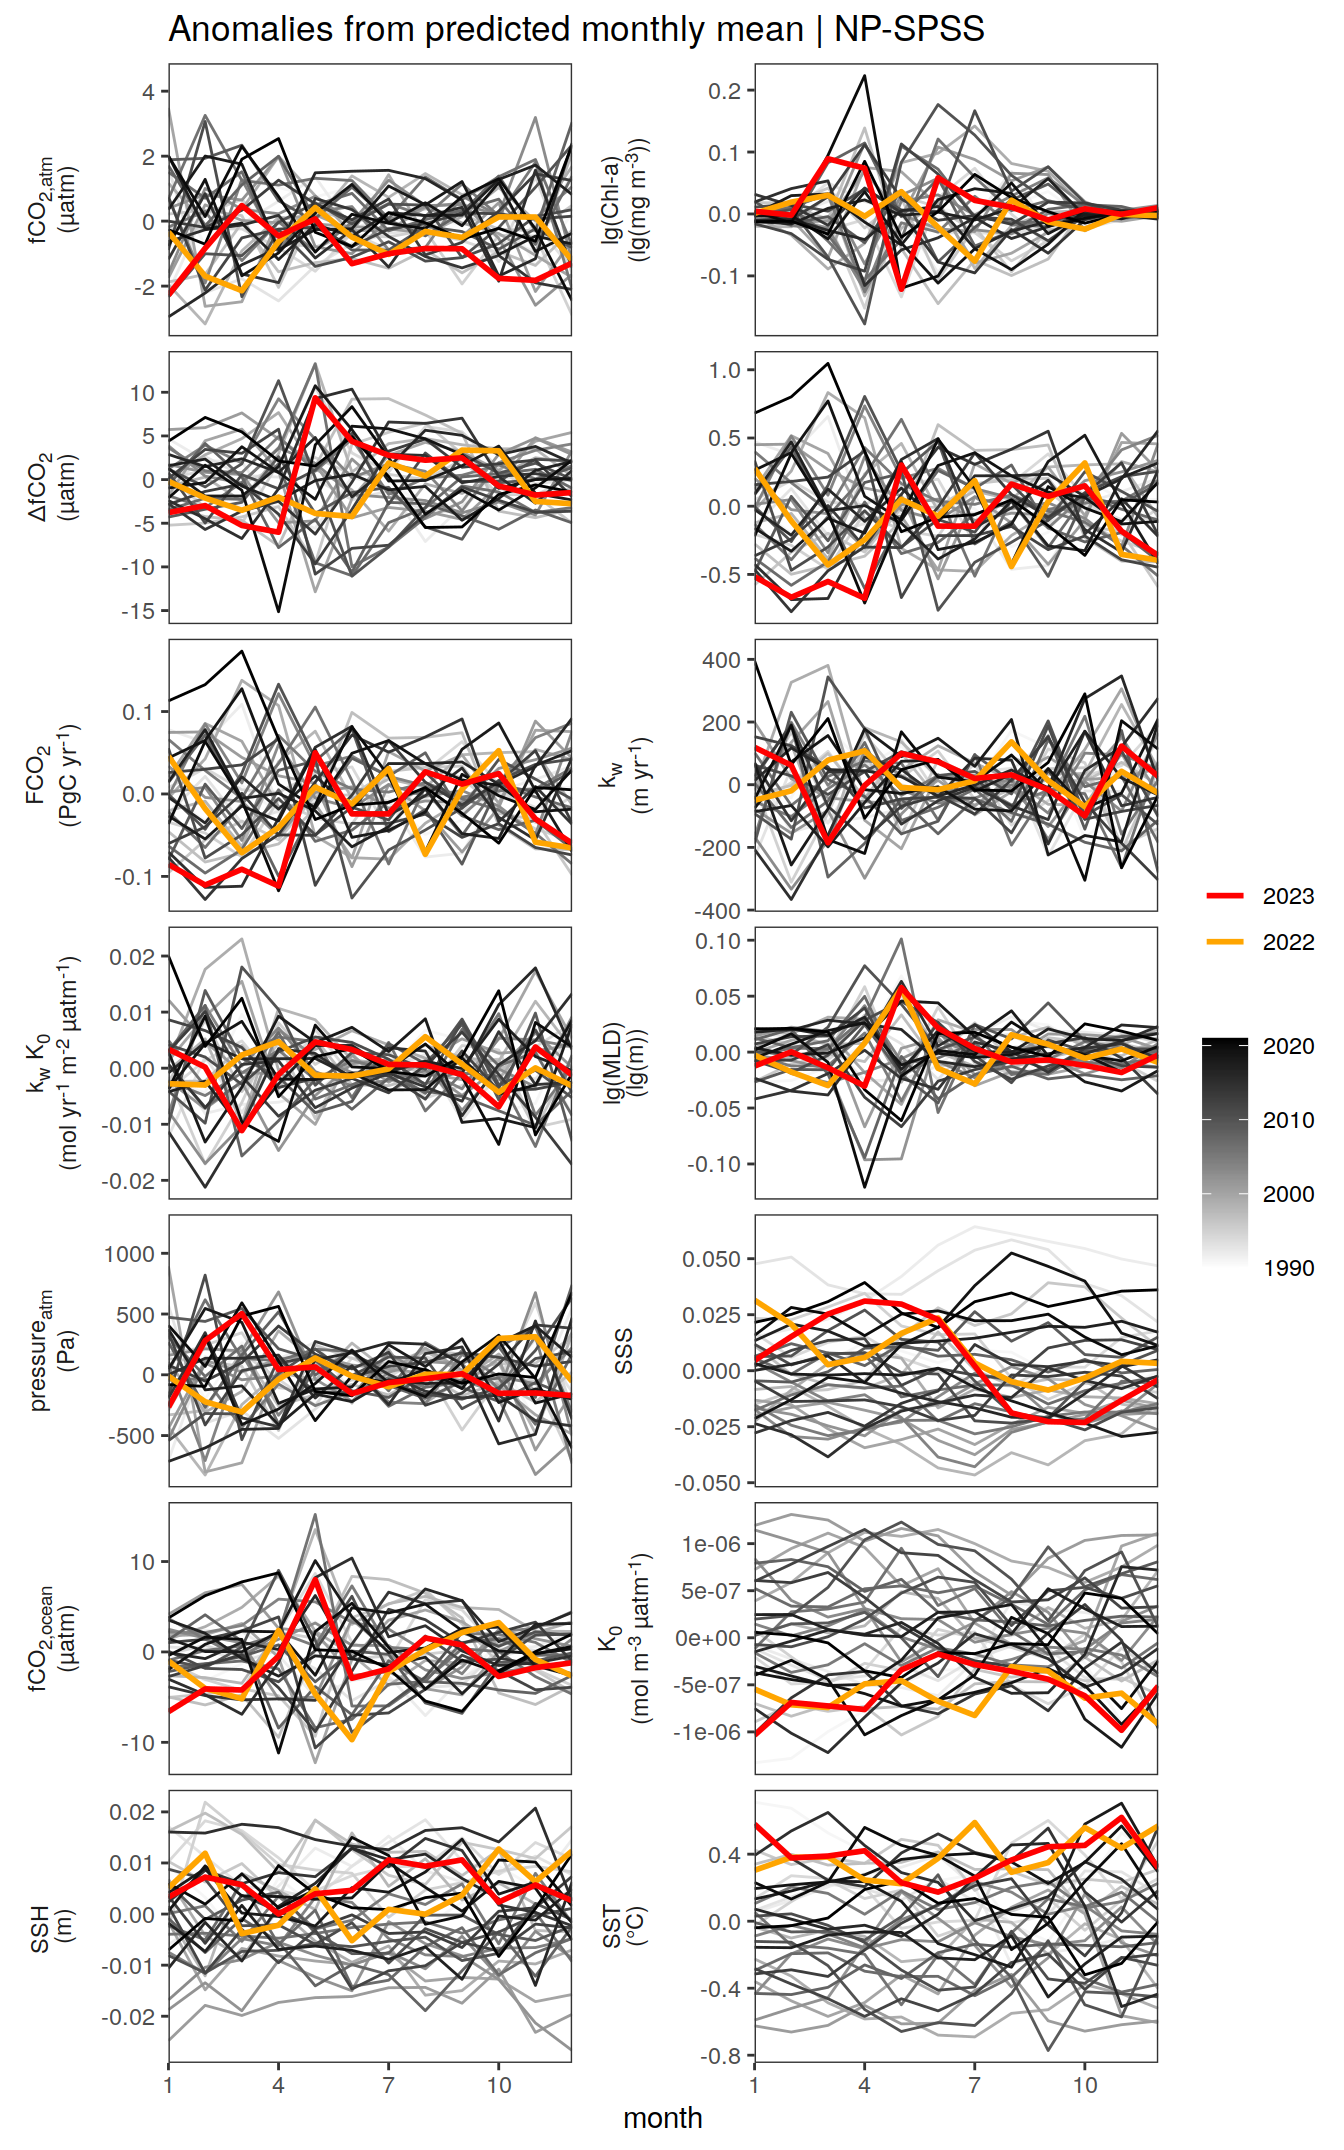 Anomalies from predicted monthly mean | NP-SPSS
fCO2,atm
(µatm)
4
2
0
-2
lg(Chl-a)
(lg(mg m-3))
0.2
0.1
0.0
-0.1
ΔfCO2
(µatm)
10
5
0
-5
-10
-15
1.0
0.5
0.0
-0.5
FCO2
(PgC yr-1)
0.1
0.0
-0.1
kw
(m yr-1)
400
200
0
-200
-400
kw K0
(mol yr-1 m-2 µatm-1)
0.02
0.01
0.00
-0.01
-0.02
lg(MLD)
(lg(m))
0.10
0.05
0.00
-0.05
-0.10
pressureatm
(Pa)
1000
500
0
-500
SSS
0.050
0.025
0.000
-0.025
-0.050
fCO2,ocean
(µatm)
10
0
-10
K0
(mol m-3 µatm-1)
1e-06
5e-07
0e+00
-5e-07
-1e-06
SSH
(m)
0.02
0.01
0.00
-0.01
-0.02
SST
(°C)
0.4
0.0
-0.4
-0.8
1 4 7 10
1 4 7 10
month
2023
2022
2020
2010
2000
1990